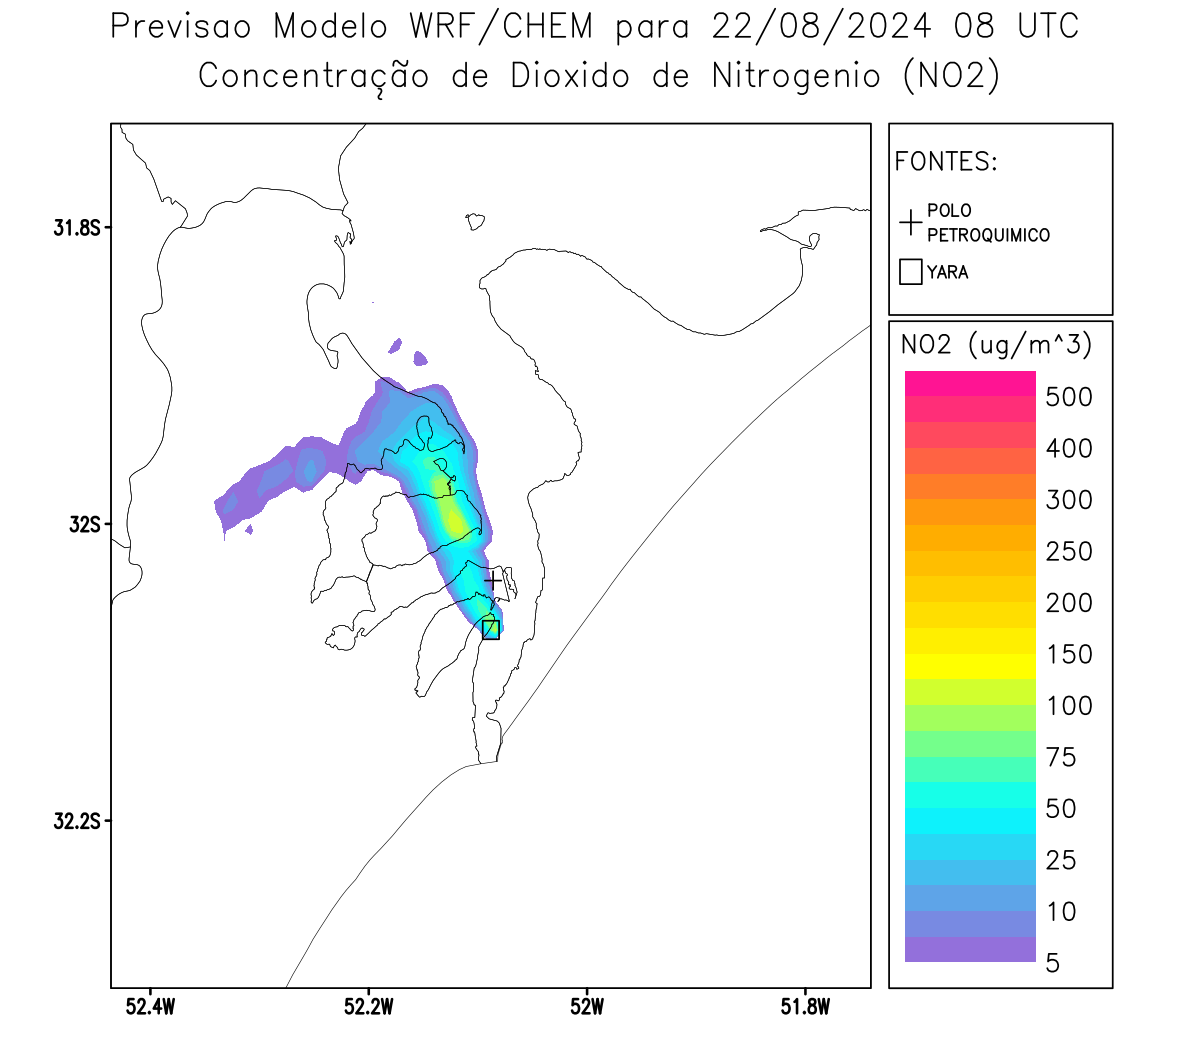 Previsao Modelo WRF/CHEM para 22/08/2024 08 UTC
Concentração de Dioxido de Nitrogenio (NO2)
FONTES:
POLO
PETROQUIMICO
YARA
NO2 (ug/m^3)
500
400
300
250
200
150
100
75
50
25
10
5
31.8S
32S
32.2S
52.4W
52.2W
52W
51.8W